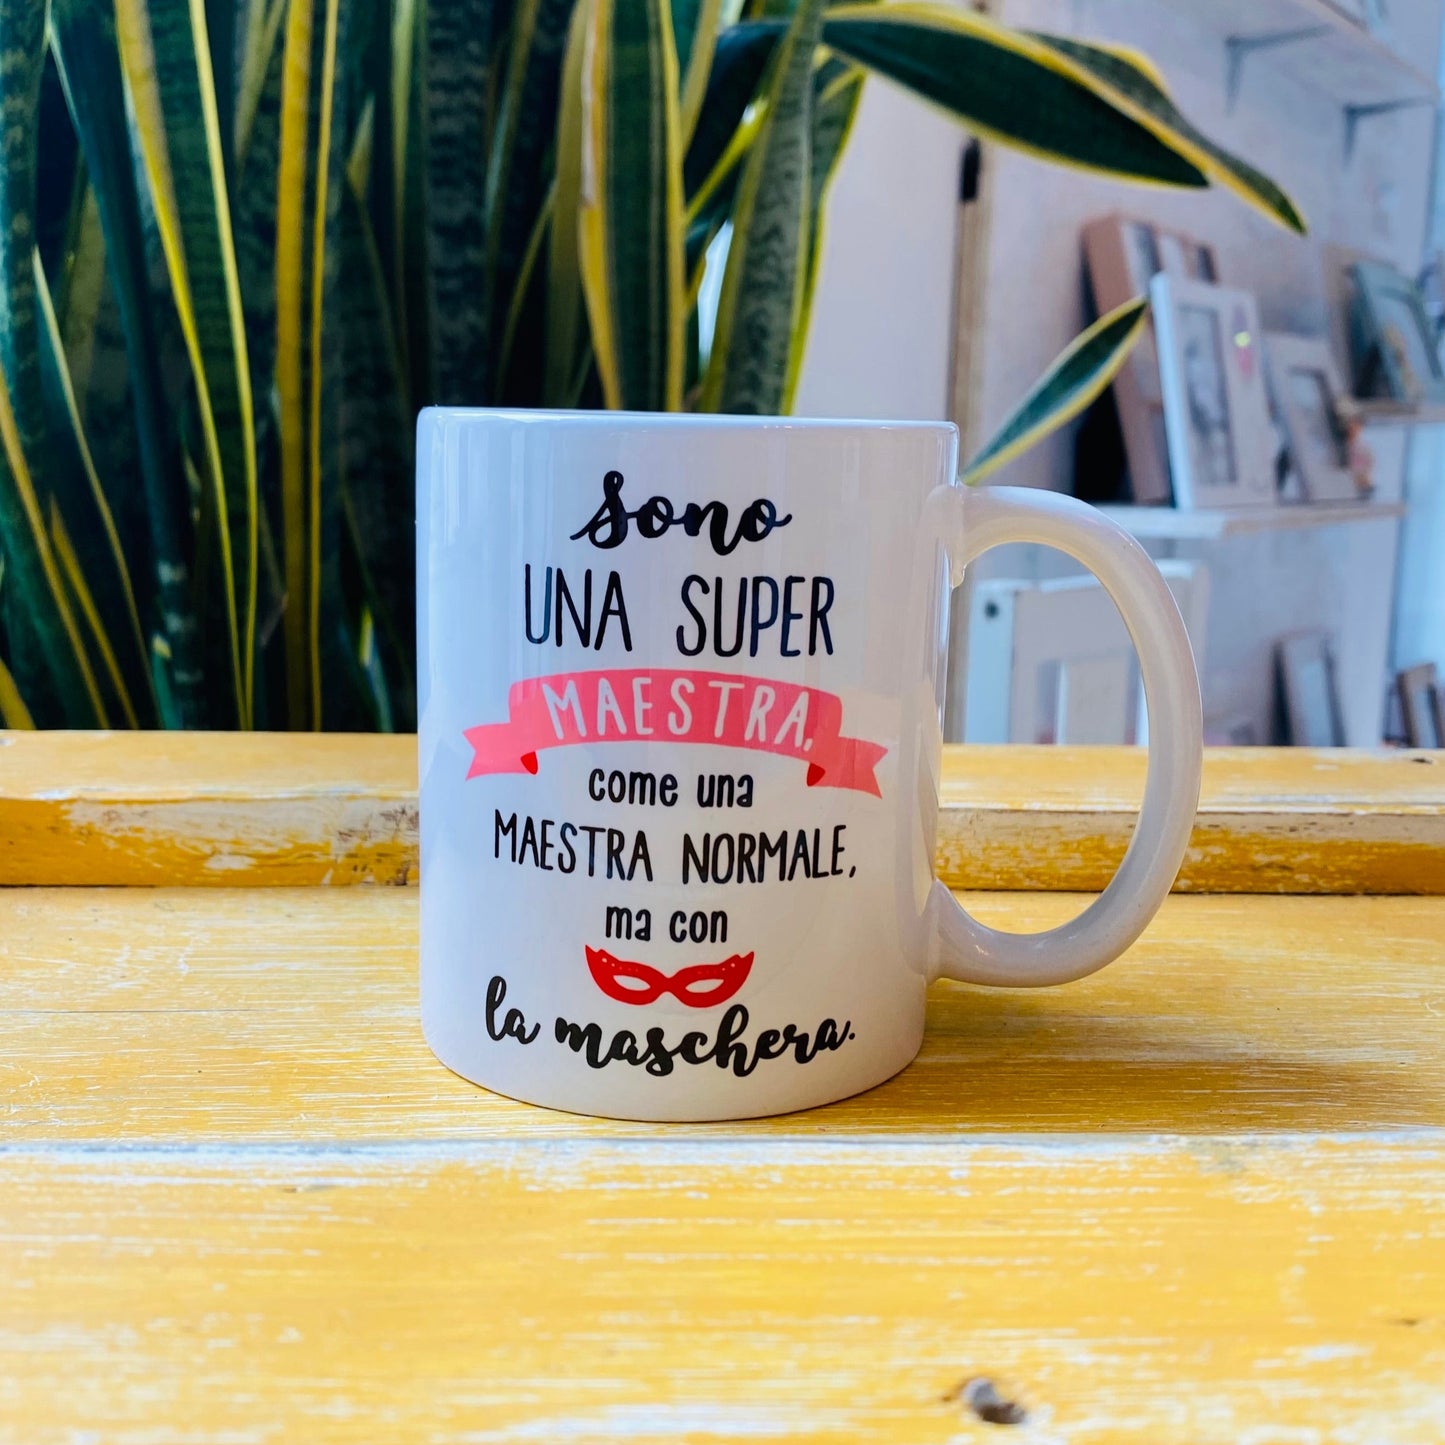 sono
UNA SUPER
MAESTRA,
come una
MAESTRA NORMALE,
ma con
la maschera.